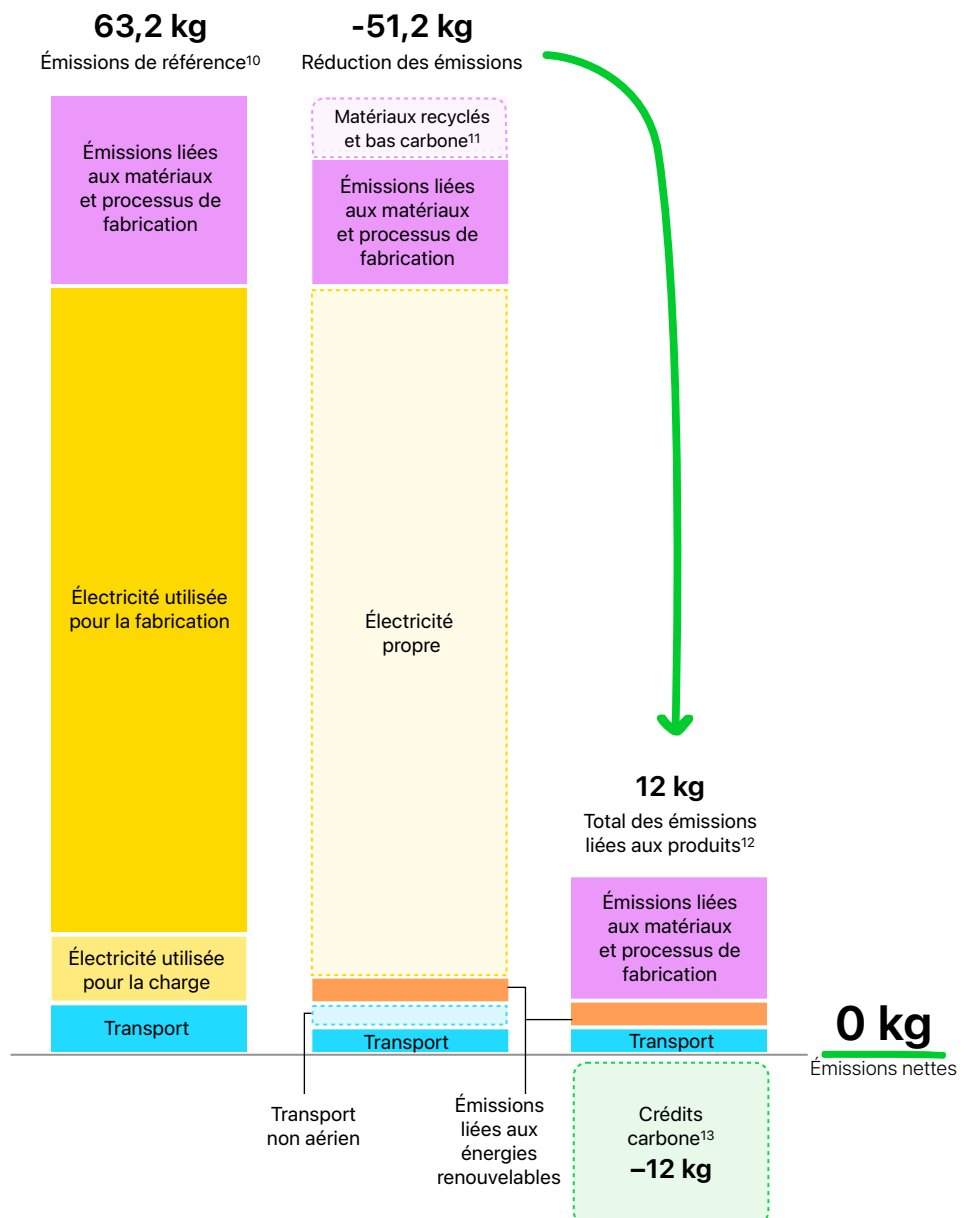 63,2 kg
Émissions de référence¹⁰
Émissions liées
aux matériaux
et processus de
fabrication
Électricité utilisée
pour la fabrication
Électricité utilisée
pour la charge
Transport
-51,2 kg
Réduction des émissions
Matériaux recyclés
et bas carbone¹¹
Émissions liées
aux matériaux
et processus de
fabrication
Électricité
propre
Transport
Transport
non aérien
Émissions
liées aux
énergies
renouvelables
12 kg
Total des émissions
liées aux produits¹²
Émissions liées
aux matériaux
et processus de
fabrication
Transport
Crédits
carbone¹³
–12 kg
0 kg
Émissions nettes